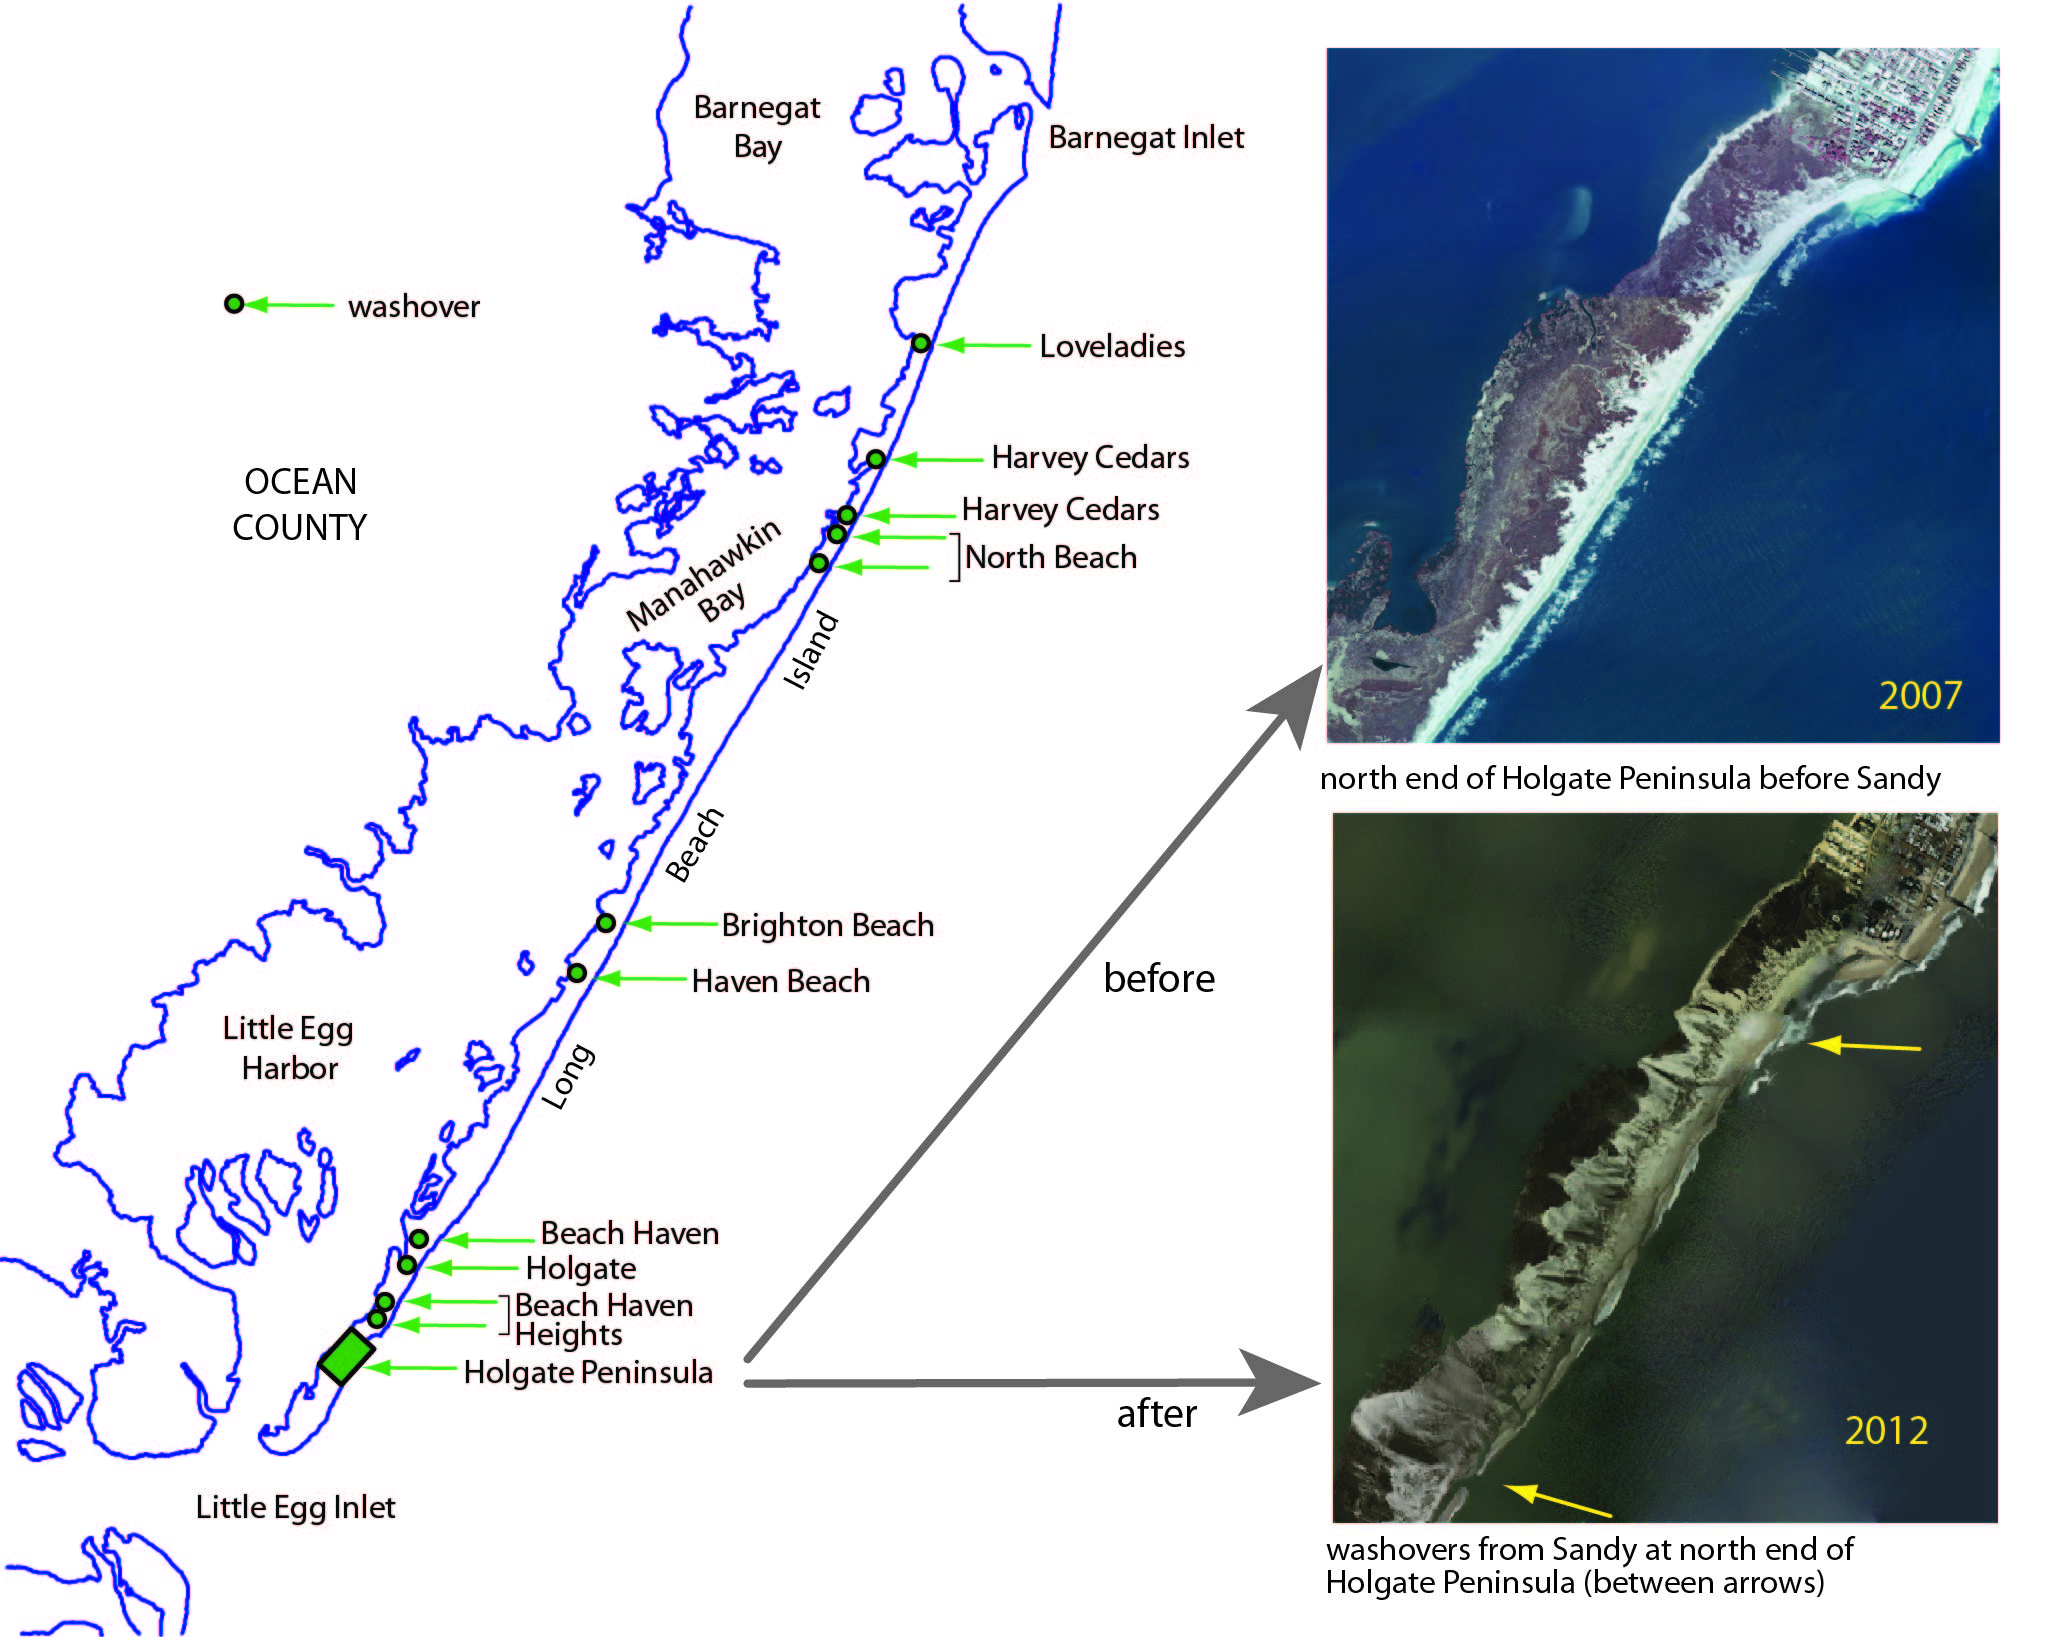 Barnegat
Bay
Barnegat Inlet
washover
Loveladies
Harvey Cedars
OCEAN
COUNTY
Harvey Cedars
North Beach
Manahawkin
Bay
Island
Beach
Long
Brighton Beach
Haven Beach
Little Egg
Harbor
Beach Haven
Holgate
Beach Haven
Heights
Holgate Peninsula
Little Egg Inlet
before
after
2007
north end of Holgate Peninsula before Sandy
2012
washovers from Sandy at north end of
Holgate Peninsula (between arrows)